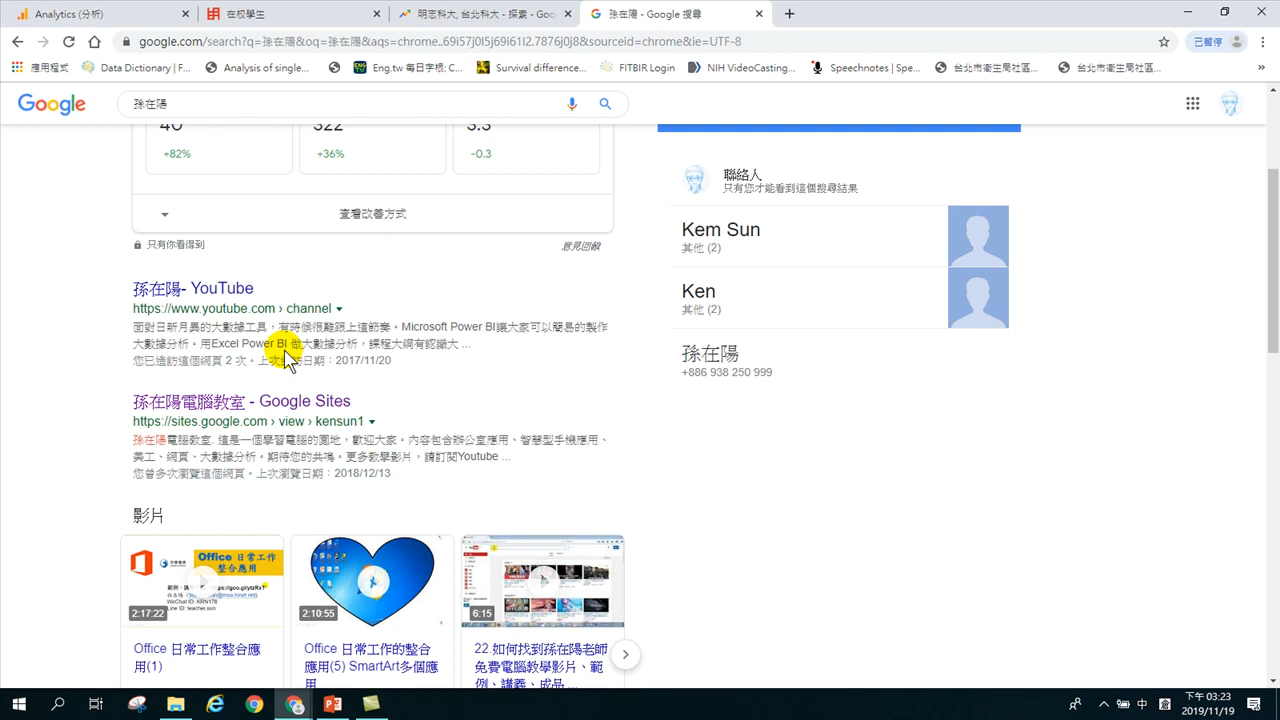 Analytics (分析)
在校學生
明志科大, 台北科大 - 探索 - Goo
孫在陽 - Google 搜尋
google.com/search?q=孫在陽&oq=孫在陽&aqs=chrome..69i57j0l5j69i61l2.7876j0j8&sourceid=chrome&ie=UTF-8
已暫停
應用程式
Data Dictionary | F...
Analysis of single...
Eng.tw 每日字根, C...
Survival difference...
FITBIR Login
NIH VideoCasting...
Speechnotes | Spe...
台北市衛生局社區...
台北市衛生局社區...
Google
孫在陽
40
322
3.3
+82%
+36%
-0.3
查看改善方式
只有你看得到
意見回饋
聯絡人
只有您才能看到這個搜尋結果
Kem Sun
其他 (2)
Ken
其他 (2)
孫在陽
+886 938 250 999
孫在陽- YouTube
https://www.youtube.com › channel
面對日新月異的大數據工具，有時候很難跟上這節奏。Microsoft Power BI讓大家可以簡易的製作
大數據分析。用Excel Power BI 做大數據分析，課程大綱有認識大 ...
您已造訪這個網頁 2 次。上次造訪日期：2017/11/20
孫在陽電腦教室 - Google Sites
https://sites.google.com › view › kensun1
孫在陽電腦教室. 這是一個學習電腦的園地，歡迎大家。內容包含辦公室應用、智慧型手機應用、
美工、網頁、大數據分析。期待您的共鳴。更多教學影片，請訂閱Youtube ...
您曾多次瀏覽這個網頁。上次瀏覽日期：2018/12/13
影片
Office 日常工作
整合應用
2:17:22
2:10:55
6:15
Office 日常工作整合應
用(1)
Office 日常工作的整合
應用(5) SmartArt多個應
用
22.如何找到孫在陽老師
免費電腦教學影片、範
例、講義、成品 ...
中
下午 03:23
2019/11/19